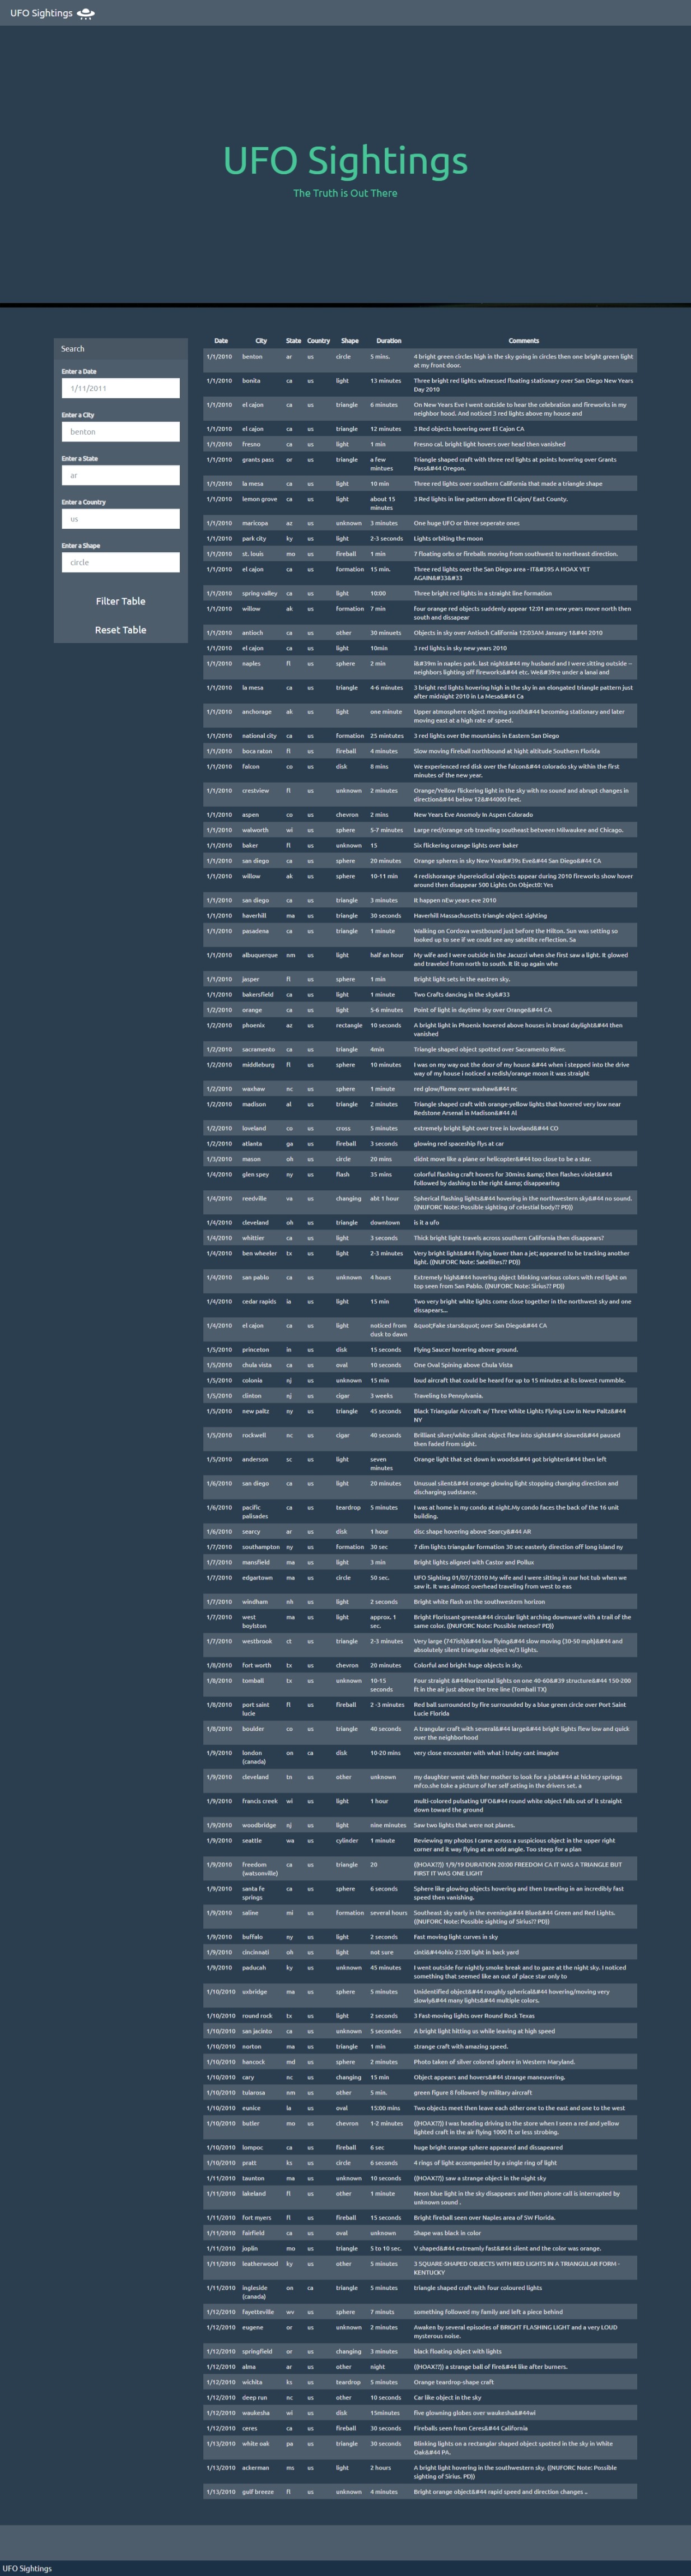 UFO Sightings
UFO Sightings
The Truth is Out There
Search
Enter a Date
1/11/2011
Enter a City
benton
Enter a State
ar
Enter a Country
us
Enter a Shape
circle
Filter Table
Reset Table
Date City State Country Shape Duration Comments
1/1/2010 benton ar us circle 5 mins. 4 bright green circles high in the sky going in circles then one bright green light
at my front door.
1/1/2010 bonita ca us light 13 minutes Three bright red lights witnessed floating stationary over San Diego New Years
Day 2010
1/1/2010 el cajon ca us triangle 6 minutes On New Years Eve I went outside to hear the celebration and fireworks in my
neighbor hood. And noticed 3 red lights above my house and
1/1/2010 el cajon ca us triangle 12 minutes 3 Red objects hovering over El Cajon CA
1/1/2010 fresno ca us light 1 min Fresno cal. bright light hovers over head then vanished
1/1/2010 grants pass or us triangle a few Triangle shaped craft with three red lights at points hovering over Grants
mintues Pass&#44 Oregon.
1/1/2010 la mesa ca us light 10 min Three red lights over southern California that made a triangle shape
1/1/2010 lemon grove ca us light about 15 3 Red lights in line pattern above El Cajon/ East County.
minutes
1/1/2010 maricopa az us unknown 3 minutes One huge UFO or three seperate ones
1/1/2010 park city ky us light 2-3 seconds Lights orbiting the moon
1/1/2010 st. louis mo us fireball 1 min 7 floating orbs or fireballs moving from southwest to northeast direction.
1/1/2010 el cajon ca us formation 15 min. Three red lights over the San Diego area - IT&#39S A HOAX YET
AGAIN&#33&#33
1/1/2010 spring valley ca us light 10:00 Three bright red lights in a straight line formation
1/1/2010 willow ak us formation 7 min four orange red objects suddenly appear 12:01 am new years move north then
south and dissapear
1/1/2010 antioch ca us other 30 minuets Objects in sky over Antioch California 12:03AM January 1&#44 2010
1/1/2010 el cajon ca us light 10min 3 red lights in sky new years 2010
1/1/2010 naples fl us sphere 2 min i&#39m in naples park. last night&#44 my husband and I were sitting outside --
neighbors lighting off fireworks&#44 etc. We&#39re under a lanai and
1/1/2010 la mesa ca us triangle 4-6 minutes 3 bright red lights hovering high in the sky in an elongated triangle pattern just
after midnight 2010 in La Mesa&#44 Ca
1/1/2010 anchorage ak us light one minute Upper atmosphere object moving south&#44 becoming stationary and later
moving east at a high rate of speed.
1/1/2010 national city ca us formation 25 mintutes 3 red lights over the mountains in Eastern San Diego
1/1/2010 boca raton fl us fireball 4 minutes Slow moving fireball northbound at hight altitude Southern Florida
1/1/2010 falcon co us disk 8 mins We experienced red disk over the falcon&#44 colorado sky within the first
minutes of the new year.
1/1/2010 crestview fl us unknown 2 minutes Orange/Yellow flickering light in the sky with no sound and abrupt changes in
direction&#44 below 12&#44000 feet.
1/1/2010 aspen co us chevron 2 mins New Years Eve Anomoly In Aspen Colorado
1/1/2010 walworth wi us sphere 5-7 minutes Large red/orange orb traveling southeast between Milwaukee and Chicago.
1/1/2010 baker fl us unknown 15 Six flickering orange lights over baker
1/1/2010 san diego ca us sphere 20 minutes Orange spheres in sky New Year&#39s Eve&#44 San Diego&#44 CA
1/1/2010 willow ak us sphere 10-11 min 4 redishorange shpereiodical objects appear during 2010 fireworks show hover
around then disappear 500 Lights On Object0: Yes
1/1/2010 san diego ca us triangle 3 minutes It happen nEw years eve 2010
1/1/2010 haverhill ma us triangle 30 seconds Haverhill Massachusetts triangle object sighting
1/1/2010 pasadena ca us triangle 1 minute Walking on Cordova westbound just before the Hilton. Sun was setting so
looked up to see if we could see any satellite reflection. Sa
1/1/2010 albuquerque nm us light half an hour My wife and I were outside in the Jacuzzi when she first saw a light. It glowed
and traveled from north to south. It lit up again whe
1/1/2010 jasper fl us sphere 1 min Bright light sets in the eastren sky.
1/1/2010 bakersfield ca us light 1 minute Two Crafts dancing in the sky&#33
1/2/2010 orange ca us light 5-6 minutes Point of light in daytime sky over Orange&#44 CA
1/2/2010 phoenix az us rectangle 10 seconds A bright light in Phoenix hovered above houses in broad daylight&#44 then
vanished
1/2/2010 sacramento ca us triangle 4min Triangle shaped object spotted over Sacramento River.
1/2/2010 middleburg fl us sphere 10 minutes I was on my way out the door of my house &#44 when i stepped into the drive
way of my house i noticed a redish/orange moon it was straight
1/2/2010 waxhaw nc us sphere 1 minute red glow/flame over waxhaw&#44 nc
1/2/2010 madison al us triangle 2 minutes Triangle shaped craft with orange-yellow lights that hovered very low near
Redstone Arsenal in Madison&#44 Al
1/2/2010 loveland co us cross 5 minutes extremely bright light over tree in loveland&#44 CO
1/2/2010 atlanta ga us fireball 3 seconds glowing red spaceship flys at car
1/3/2010 mason oh us circle 20 mins didnt move like a plane or helicopter&#44 too close to be a star.
1/4/2010 glen spey ny us flash 35 mins colorful flashing craft hovers for 30mins &amp; then flashes violet&#44
followed by dashing to the right &amp; disappearing
1/4/2010 reedville va us changing abt 1 hour Spherical flashing lights&#44 hovering in the northwestern sky&#44 no sound.
((NUFORC Note: Possible sighting of celestial body?? PD))
1/4/2010 cleveland oh us triangle downtown is it a ufo
1/4/2010 whittier ca us light 3 seconds Thick bright light travels across southern California then disappears?
1/4/2010 ben wheeler tx us light 2-3 minutes Very bright light&#44 flying lower than a jet; appeared to be tracking another
light. ((NUFORC Note: Satellites?? PD))
1/4/2010 san pablo ca us unknown 4 hours Extremely high&#44 hovering object blinking various colors with red light on
top seen from San Pablo. ((NUFORC Note: Sirius?? PD))
1/4/2010 cedar rapids ia us light 15 min Two very bright white lights come close together in the northwest sky and one
dissapears...
1/4/2010 el cajon ca us light noticed from &quot;Fake stars&quot; over San Diego&#44 CA
dusk to dawn
1/5/2010 princeton in us disk 15 seconds Flying Saucer hovering above ground.
1/5/2010 chula vista ca us oval 10 seconds One Oval Spining above Chula Vista
1/5/2010 colonia nj us unknown 15 min loud aircraft that could be heard for up to 15 minutes at its lowest rummble.
1/5/2010 clinton nj us cigar 3 weeks Traveling to Pennylvania.
1/5/2010 new paltz ny us triangle 45 seconds Black Triangular Aircraft w/ Three White Lights Flying Low in New Paltz&#44
NY
1/5/2010 rockwell nc us cigar 40 seconds Brilliant silver/white silent object flew into sight&#44 slowed&#44 paused
then faded from sight.
1/5/2010 anderson sc us light seven Orange light that set down in woods&#44 got brighter&#44 then left
minutes
1/6/2010 san diego ca us light 20 minutes Unusual silent&#44 orange glowing light stopping changing direction and
discharging sudstance.
1/6/2010 pacific ca us teardrop 5 minutes I was at home in my condo at night.My condo faces the back of the 16 unit
palisades building.
1/6/2010 searcy ar us disk 1 hour disc shape hovering above Searcy&#44 AR
1/7/2010 southampton ny us formation 30 sec 7 dim lights triangular formation 30 sec easterly direction off long island ny
1/7/2010 mansfield ma us light 3 min Bright lights aligned with Castor and Pollux
1/7/2010 edgartown ma us circle 50 sec. UFO Sighting 01/07/12010 My wife and I were sitting in our hot tub when we
saw it. It was almost overhead traveling from west to eas
1/7/2010 windham nh us light 2 seconds Bright white flash on the southwestern horizon
1/7/2010 west ma us light approx. 1 Bright Florissant-green&#44 circular light arching downward with a trail of the
boylston sec. same color. ((NUFORC Note: Possible meteor? PD))
1/7/2010 westbrook ct us triangle 2-3 minutes Very large (747ish)&#44 low flying&#44 slow moving (30-50 mph)&#44 and
absolutely silent triangular object w/3 lights.
1/8/2010 fort worth tx us chevron 20 minutes Colorful and bright huge objects in sky.
1/8/2010 tomball tx us unknown 10-15 Four straight &#44horizontal lights on one 40-60&#39 structure&#44 150-200
seconds ft in the air just above the tree line (Tomball TX)
1/8/2010 port saint fl us fireball 2 -3 minutes Red ball surrounded by fire surrounded by a blue green circle over Port Saint
lucie Lucie Florida
1/8/2010 boulder co us triangle 40 seconds A trangular craft with several&#44 large&#44 bright lights flew low and quick
over the neighborhood
1/9/2010 london on ca disk 10-20 mins very close encounter with what i truley cant imagine
(canada)
1/9/2010 cleveland tn us other unknown my daughter went with her mother to look for a job&#44 at hickery springs
mfco.she toke a picture of her self seting in the drivers set. a
1/9/2010 francis creek wi us light 1 hour multi-colored pulsating UFO&#44 round white object falls out of it straight
down toward the ground
1/9/2010 woodbridge nj us light nine minutes Saw two lights that were not planes.
1/9/2010 seattle wa us cylinder 1 minute Reviewing my photos I came across a suspicious object in the upper right
corner and it way flying at an odd angle. Too steep for a plan
1/9/2010 freedom ca us triangle 20 ((HOAX??)) 1/9/19 DURATION 20:00 FREEDOM CA IT WAS A TRIANGLE BUT
(watsonville) FIRST IT WAS ONE LIGHT
1/9/2010 santa fe ca us sphere 6 seconds Sphere like glowing objects hovering and then traveling in an incredibly fast
springs speed then vanishing.
1/9/2010 saline mi us formation several hours Southeast sky early in the evening&#44 Blue&#44 Green and Red Lights.
((NUFORC Note: Possible sighting of Sirius?? PD))
1/9/2010 buffalo ny us light 2 seconds Fast moving light curves in sky
1/9/2010 cincinnati oh us light not sure cinti&#44ohio 23:00 light in back yard
1/9/2010 paducah ky us unknown 45 minutes I went outside for nightly smoke break and to gaze at the night sky. I noticed
something that seemed like an out of place star only to
1/10/2010 uxbridge ma us sphere 5 minutes Unidentified object&#44 roughly spherical&#44 hovering/moving very
slowly&#44 many lights&#44 multiple colors.
1/10/2010 round rock tx us light 2 seconds 3 Fast-moving lights over Round Rock Texas
1/10/2010 san jacinto ca us unknown 5 secondes A bright light hitting us while leaving at high speed
1/10/2010 norton ma us triangle 1 min strange craft with amazing speed.
1/10/2010 hancock md us sphere 2 minutes Photo taken of silver colored sphere in Western Maryland.
1/10/2010 cary nc us changing 15 min Object appears and hovers&#44 strange maneuvering.
1/10/2010 tularosa nm us other 5 min. green figure 8 followed by military aircraft
1/10/2010 eunice la us oval 15:00 mins Two objects meet then leave each other one to the east and one to the west
1/10/2010 butler mo us chevron 1-2 minutes ((HOAX??)) I was heading driving to the store when I seen a red and yellow
lighted craft in the air flying 1000 ft or less strobing.
1/10/2010 lompoc ca us fireball 6 sec huge bright orange sphere appeared and dissapeared
1/10/2010 pratt ks us circle 6 seconds 4 rings of light accompanied by a single ring of light
1/11/2010 taunton ma us unknown 10 seconds ((HOAX??)) saw a strange object in the night sky
1/11/2010 lakeland fl us other 1 minute Neon blue light in the sky disappears and then phone call is interrupted by
unknown sound .
1/11/2010 fort myers fl us fireball 15 seconds Bright fireball seen over Naples area of SW Florida.
1/11/2010 fairfield ca us oval unknown Shape was black in color
1/11/2010 joplin mo us triangle 5 to 10 sec. V shaped&#44 extreamly fast&#44 silent and the color was orange.
1/11/2010 leatherwood ky us other 5 minutes 3 SQUARE-SHAPED OBJECTS WITH RED LIGHTS IN A TRIANGULAR FORM -
KENTUCKY
1/11/2010 ingleside on ca triangle 5 minutes triangle shaped craft with four coloured lights
(canada)
1/12/2010 fayetteville wv us sphere 7 minuts something followed my family and left a piece behind
1/12/2010 eugene or us unknown 2 minutes Awaken by several episodes of BRIGHT FLASHING LIGHT and a very LOUD
mysterous noise.
1/12/2010 springfield or us changing 3 minutes black floating object with lights
1/12/2010 alma ar us other night ((HOAX??)) a strange ball of fire&#44 like after burners.
1/12/2010 wichita ks us teardrop 5 minutes Orange teardrop-shape craft
1/12/2010 deep run nc us other 10 seconds Car like object in the sky
1/12/2010 waukesha wi us disk 15minutes five glowning globes over waukesha&#44wi
1/12/2010 ceres ca us fireball 30 seconds Fireballs seen from Ceres&#44 California
1/13/2010 white oak pa us triangle 30 seconds Blinking lights on a rectanglar shaped object spotted in the sky in White
Oak&#44 PA.
1/13/2010 ackerman ms us light 2 hours A bright light hovering in the southwestern sky. ((NUFORC Note: Possible
sighting of Sirius. PD))
1/13/2010 gulf breeze fl us unknown 4 minutes Bright orange object&#44 rapid speed and direction changes ..
UFO Sightings